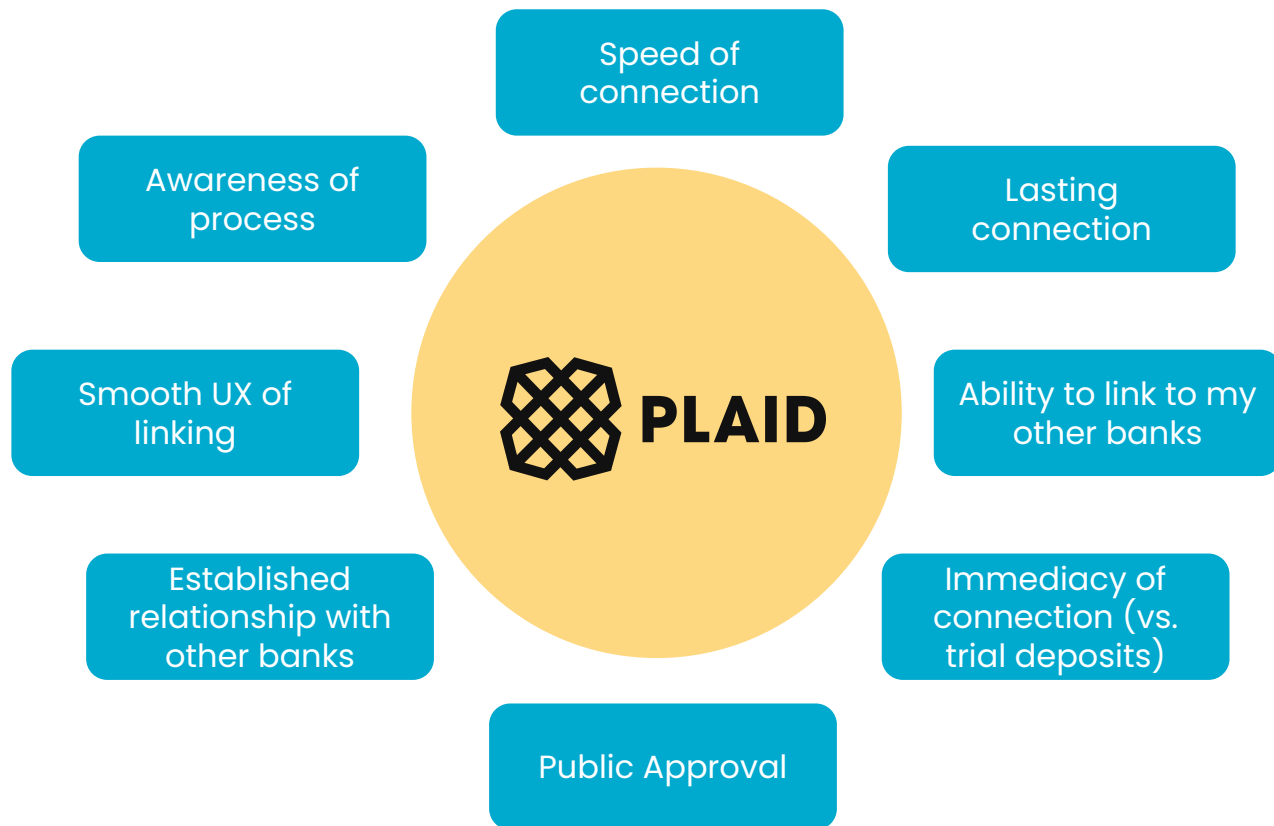 Speed of
connection
Awareness of
process
Lasting
connection
Smooth UX of
linking
PLAID
Ability to link to my
other banks
Established
relationship with
other banks
Immediacy of
connection (vs.
trial deposits)
Public Approval